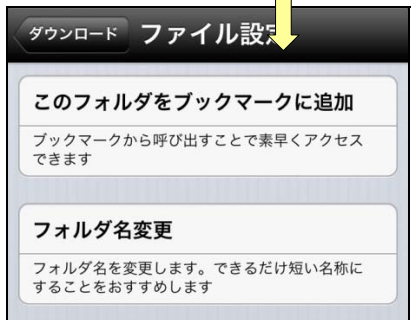 ダウンロード
ファイル設定
このフォルダをブックマークに追加
ブックマークから呼び出すことで素早くアクセス
できます
フォルダ名変更
フォルダ名を変更します。できるだけ短い名称に
することをおすすめします